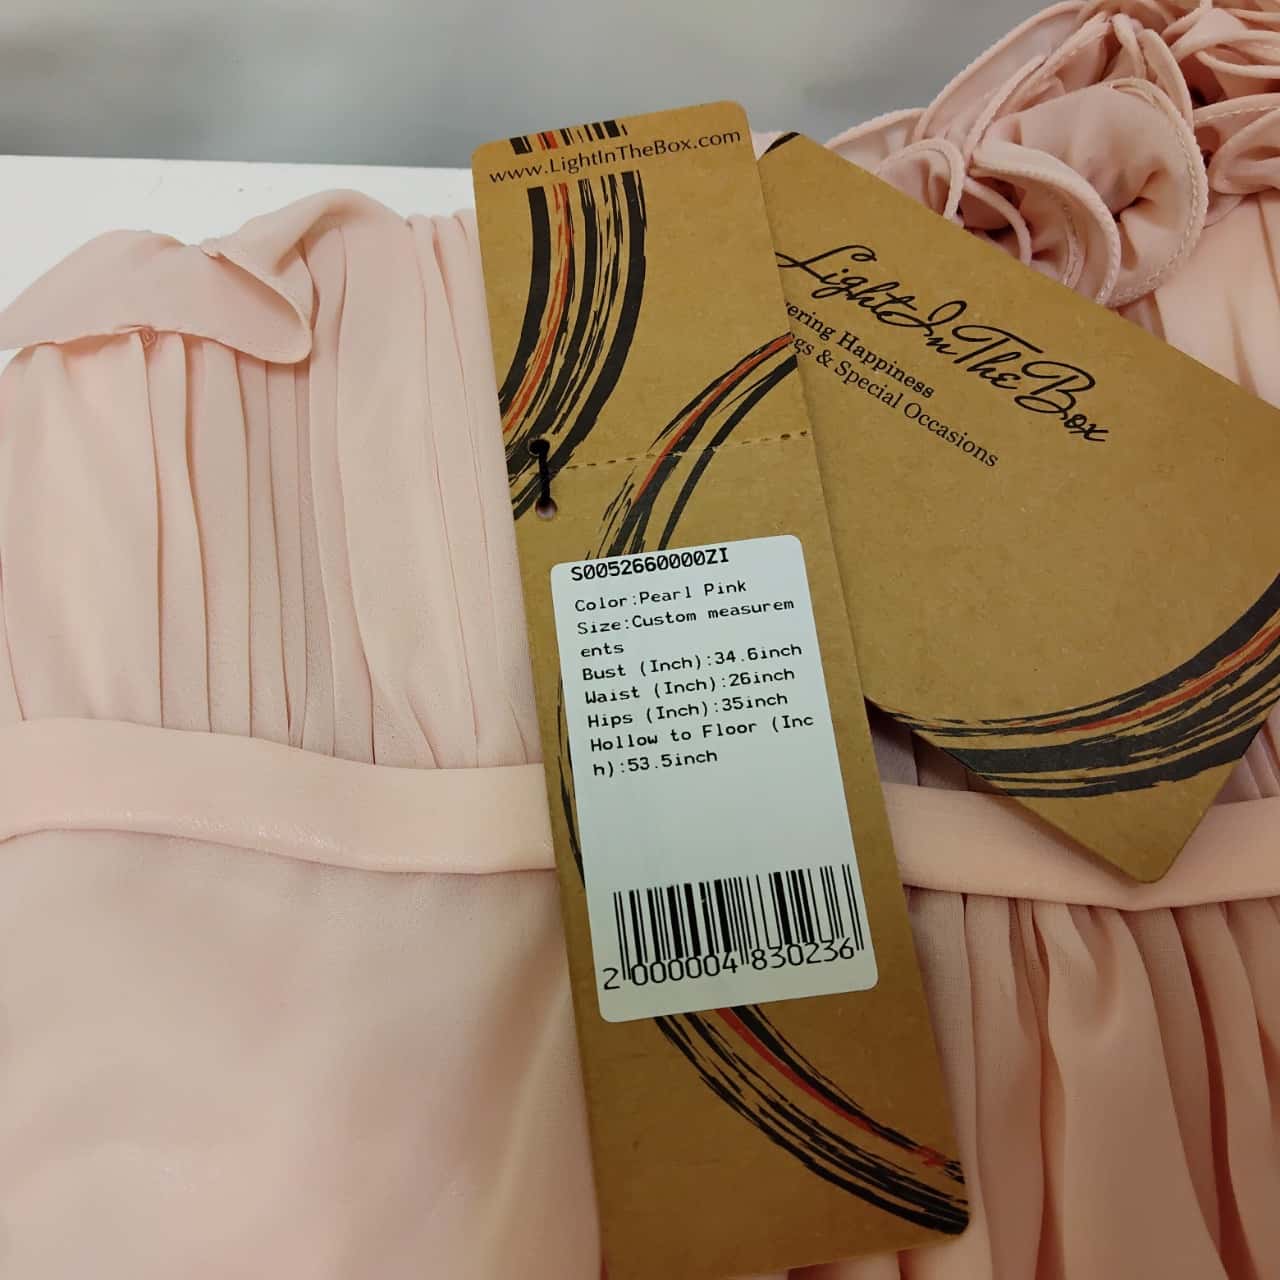 www.LightInTheBox.com
LightInTheBox
Happiness
& Special Occasions
S0052660000ZI
Color:Pearl Pink
Size:Custom measurem
ents
Bust (Inch):34.6inch
Waist (Inch):26inch
Hips (Inch):35inch
Hollow to Floor (Inc
h):53.5inch
2 000004 830236